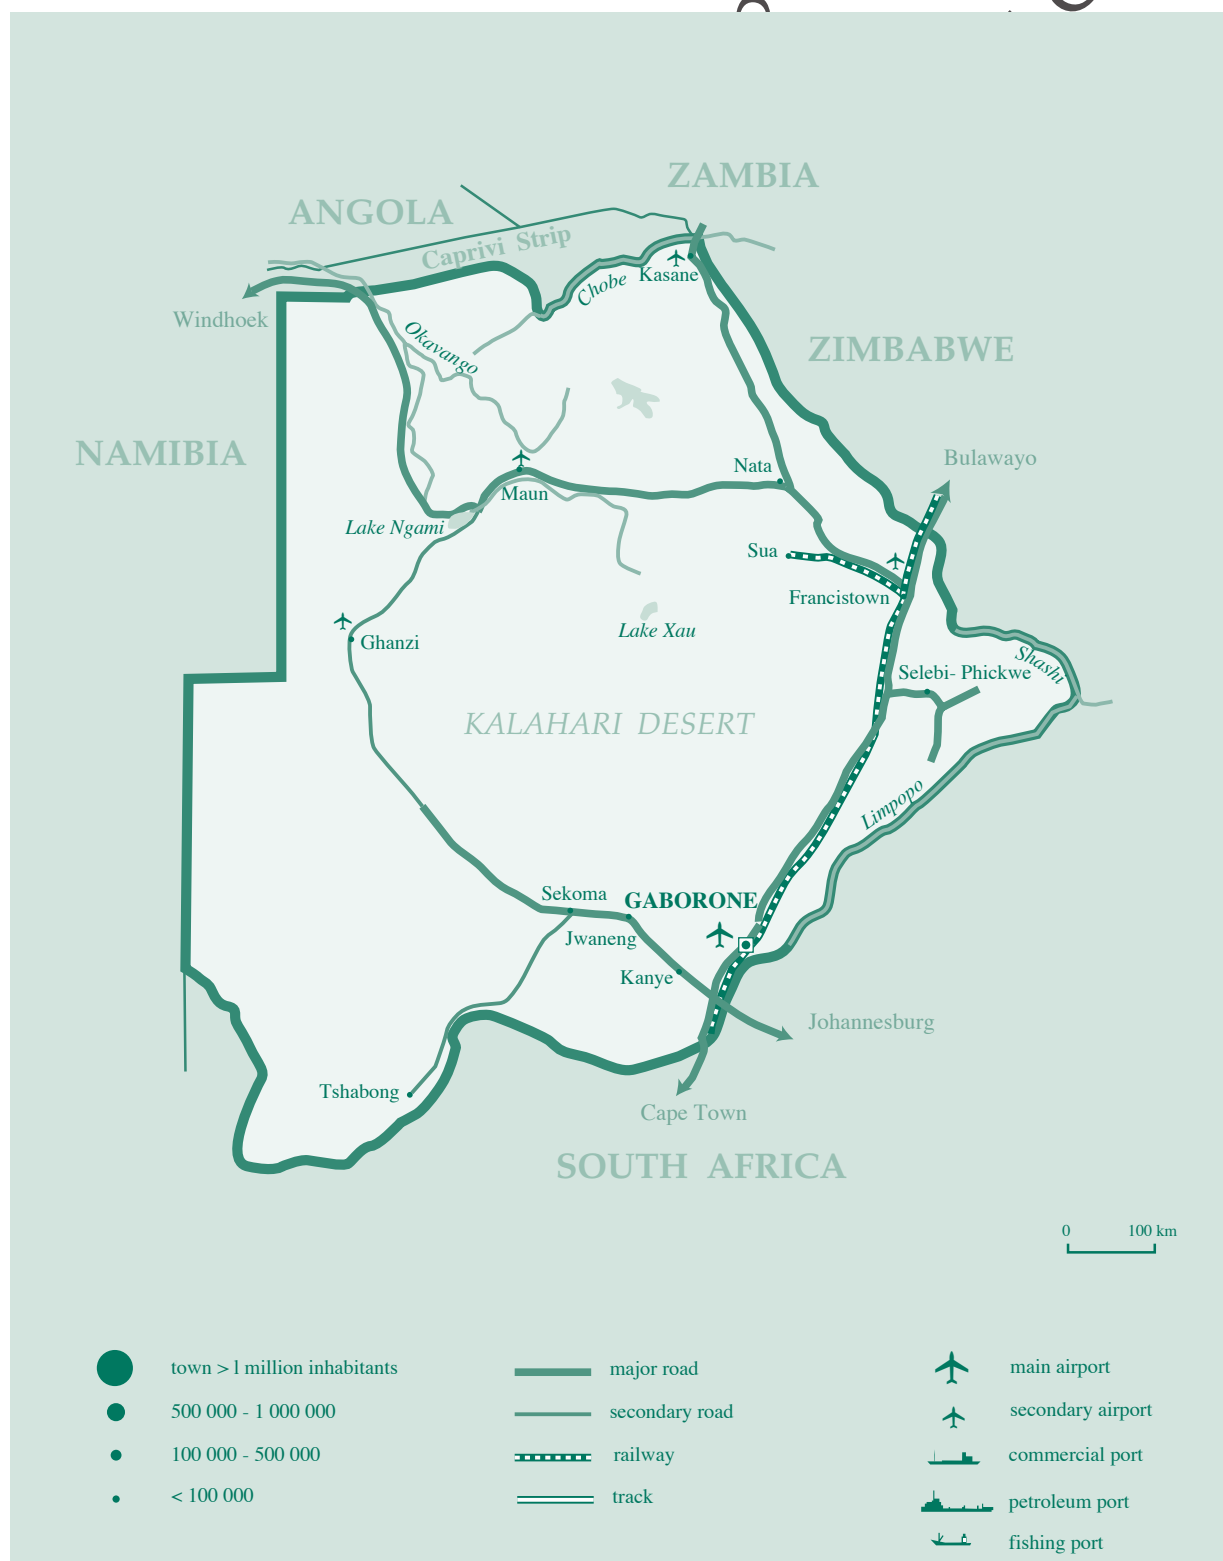 ZAMBIA
ANGOLA
Caprivi Strip
Chobe
Kasane
Windhoek
Okavango
ZIMBABWE
NAMIBIA
Bulawayo
Nata
Maun
Lake Ngami
Sua
Francistown
Lake Xau
Ghanzi
Shashi
Selebi- Phickwe
KALAHARI DESERT
Limpopo
Sekoma
GABORONE
Jwaneng
Kanye
Johannesburg
Tshabong
Cape Town
SOUTH AFRICA
0 100 km
town > l million inhabitants
500 000 - 1 000 000
100 000 - 500 000
< 100 000
major road
secondary road
railway
track
main airport
secondary airport
commercial port
petroleum port
fishing port